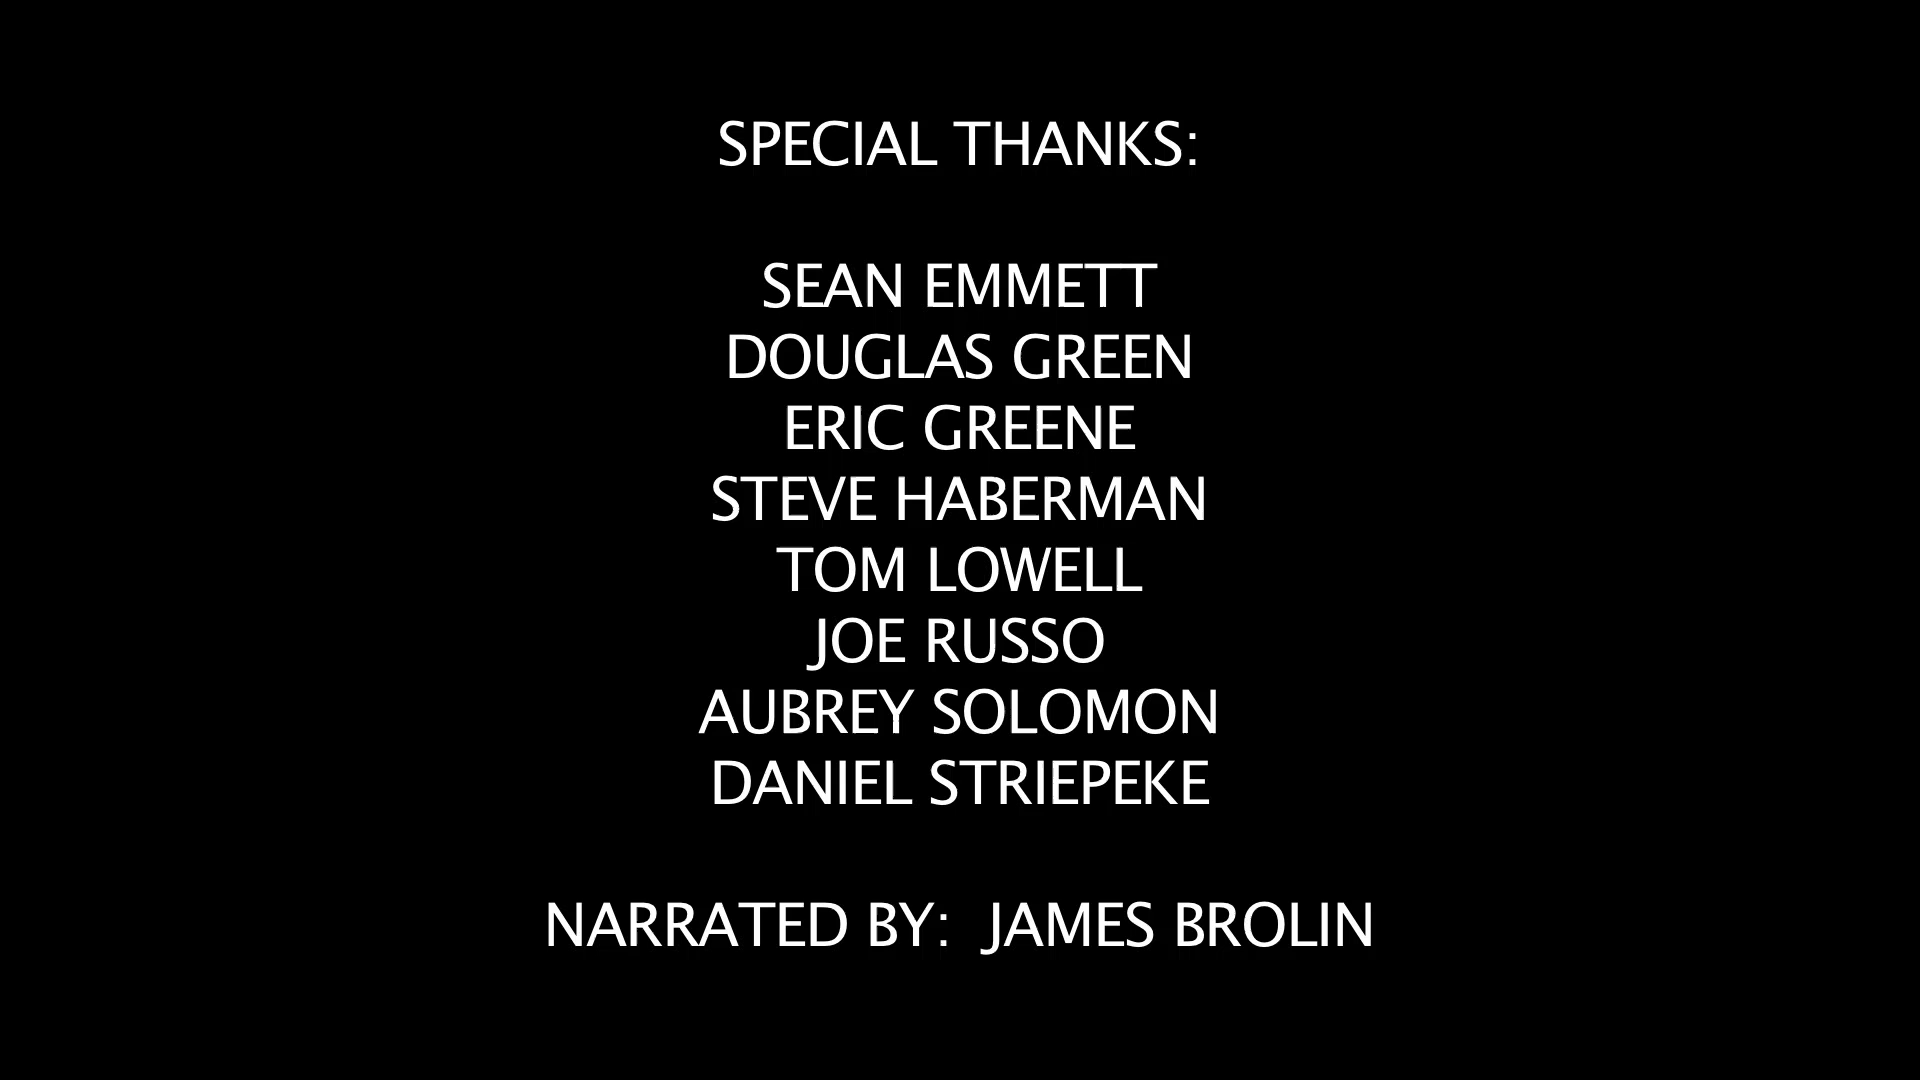 SPECIAL THANKS:
SEAN EMMETT
DOUGLAS GREEN
ERIC GREENE
STEVE HABERMAN
TOM LOWELL
JOE RUSSO
AUBREY SOLOMON
DANIEL STRIEPEKE
NARRATED BY: JAMES BROLIN